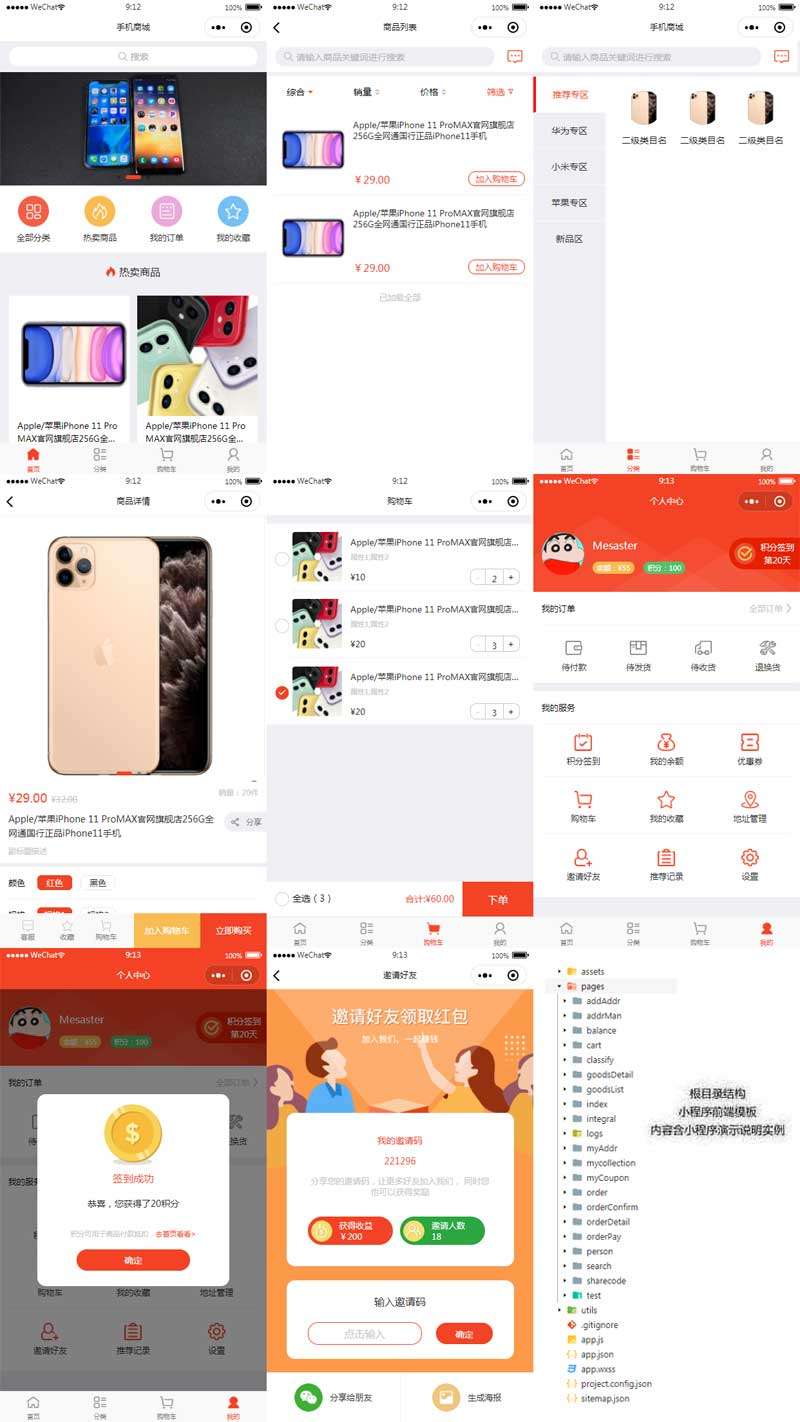 WeChat 9:12 100%
手机商城
搜索
全部分类 热卖商品 我的订单 我的收藏
热卖商品
Apple/苹果iPhone 11 Pro
MAX官网旗舰店256G全...
Apple/苹果iPhone 11 Pro
MAX官网旗舰店256G全...
首页 分类 购物车 我的
WeChat 9:12 100%
商品列表
请输入商品关键词进行搜索
综合 销量 价格 筛选
Apple/苹果iPhone 11 ProMAX官网旗舰店
256G全网通国行正品iPhone11手机
¥ 29.00 加入购物车
Apple/苹果iPhone 11 ProMAX官网旗舰店
256G全网通国行正品iPhone11手机
¥ 29.00 加入购物车
已加载全部
WeChat 9:12 100%
手机商城
请输入商品关键词进行搜索
推荐专区
华为专区
小米专区
苹果专区
新品区
二级类目名 二级类目名 二级类目名
首页 分类 购物车 我的
WeChat 9:12 100%
商品详情
¥29.00 ¥32.00
销量：20件
Apple/苹果iPhone 11 ProMAX官网旗舰店256G全
网通国行正品iPhone11手机
分享
副标题描述
颜色 红色 黑色
客服 收藏 购物车 加入购物车 立即购买
WeChat 9:12 100%
购物车
Apple/苹果iPhone 11 ProMAX官网旗舰店...
属性1,属性2
¥10 - 2 +
Apple/苹果iPhone 11 ProMAX官网旗舰店...
属性1,属性2
¥20 - 3 +
Apple/苹果iPhone 11 ProMAX官网旗舰店...
属性1,属性2
¥20 - 3 +
全选（3） 合计:¥60.00 下单
首页 分类 购物车 我的
WeChat 9:13 100%
个人中心
Mesaster
余额：¥55 积分：100
积分签到
第20天
我的订单 全部订单
待付款 待发货 待收货 退换货
我的服务
积分签到 我的余额 优惠券
购物车 我的收藏 地址管理
邀请好友 推荐记录 设置
首页 分类 购物车 我的
WeChat 9:13 100%
个人中心
Mesaster
余额：¥55 积分：100
积分签到
第20天
我的订单 全部订单
签到成功
恭喜，您获得了20积分
积分可用于商品付款抵扣，去首页看看>
确定
购物车 我的收藏 地址管理
邀请好友 推荐记录 设置
首页 分类 购物车 我的
WeChat 9:13 100%
邀请好友
邀请好友领取红包
加入我们，一起赚钱
我的邀请码
221296
分享您的邀请码，让更多好友加入我们，同时您
也可以获得奖励
获得收益
¥200
邀请人数
18
输入邀请码
点击输入 确定
分享给朋友 生成海报
assets
pages
addAddr
addrMan
balance
cart
classify
goodsDetail
goodsList
index
integral
logs
myAddr
mycollection
myCoupon
order
orderConfirm
orderDetail
orderPay
person
search
sharecode
test
utils
.gitignore
app.js
app.json
app.wxss
project.config.json
sitemap.json
根目录结构
小程序前端模板
内容含小程序演示说明实例